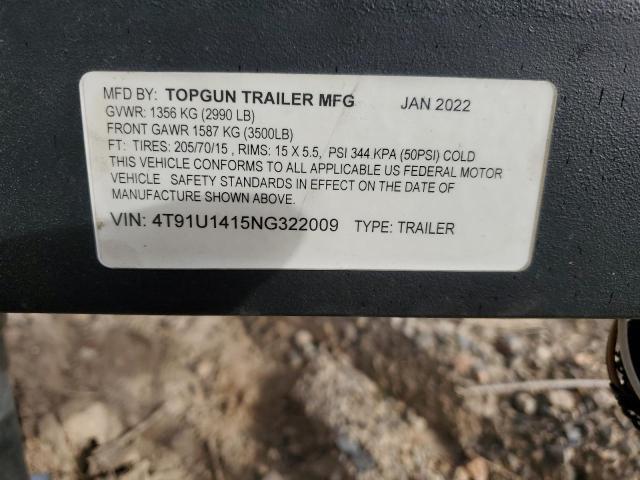 MFD BY: TOPGUN TRAILER MFG JAN 2022
GVWR: 1356 KG (2990 LB)
FRONT GAWR 1587 KG (3500LB)
FT: TIRES: 205/70/15 , RIMS: 15 X 5.5, PSI 344 KPA (50PSI) COLD
THIS VEHICLE CONFORMS TO ALL APPLICABLE US FEDERAL MOTOR
VEHICLE SAFETY STANDARDS IN EFFECT ON THE DATE OF
MANUFACTURE SHOWN ABOVE.
VIN: 4T91U1415NG322009 TYPE: TRAILER